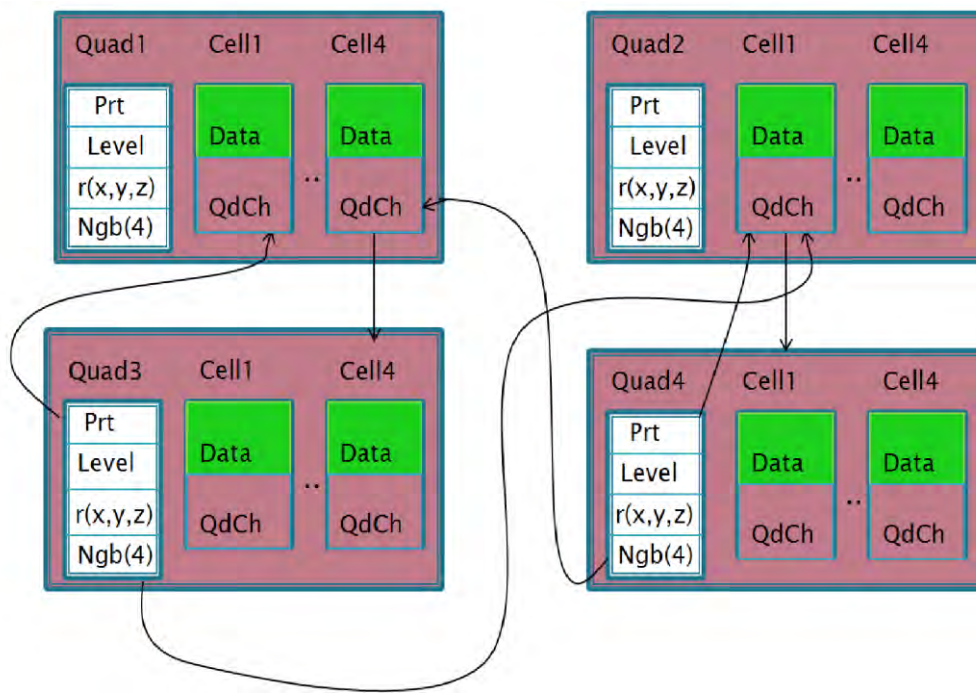 Quad1 Cell1 Cell4
Prt
Level
r(x,y,z)
Ngb(4)
Data .. Data
QdCh QdCh
Quad2 Cell1 Cell4
Prt
Level
r(x,y,z)
Ngb(4)
Data .. Data
QdCh QdCh
Quad3 Cell1 Cell4
Prt
Level
r(x,y,z)
Ngb(4)
Data .. Data
QdCh QdCh
Quad4 Cell1 Cell4
Prt
Level
r(x,y,z)
Ngb(4)
Data .. Data
QdCh QdCh